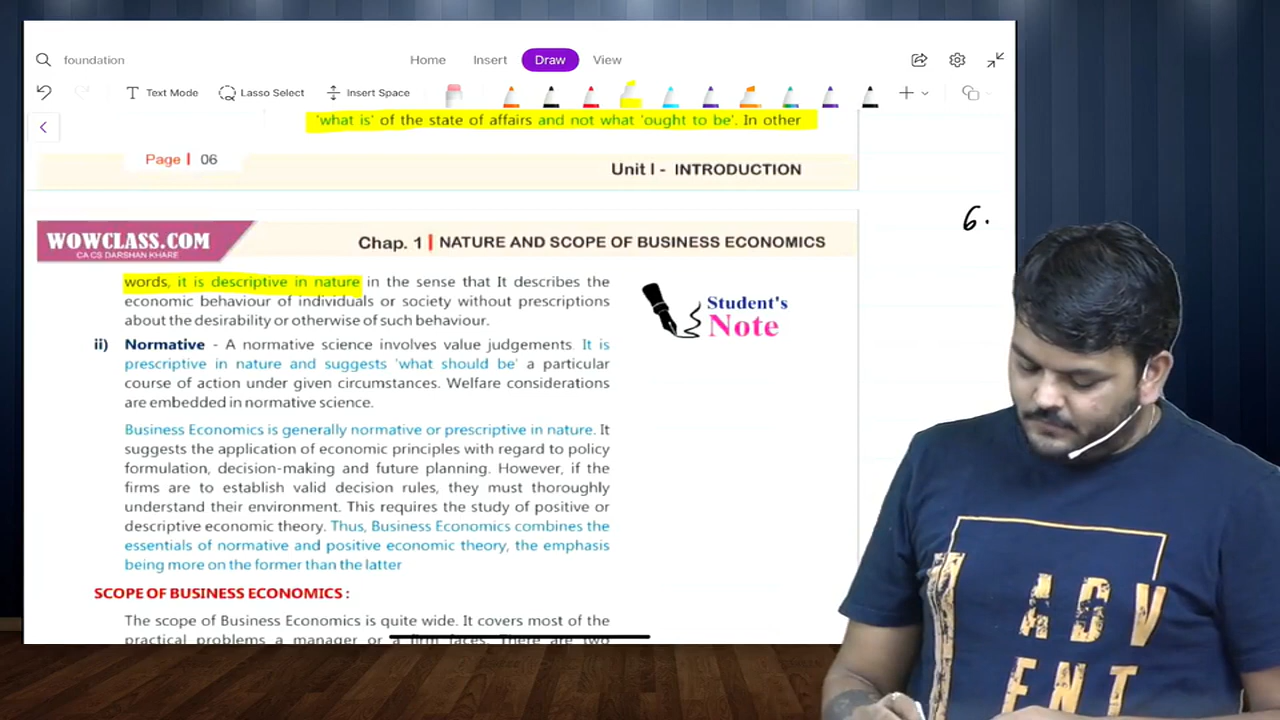 foundation
Home Insert Draw View
Text Mode Lasso Select Insert Space
'what is' of the state of affairs and not what 'ought to be'. In other
Page | 06
Unit I - INTRODUCTION
6.
WOWCLASS.COM
CA CS DARSHAN KHARE
Chap. 1 | NATURE AND SCOPE OF BUSINESS ECONOMICS
words, it is descriptive in nature in the sense that It describes the
economic behaviour of individuals or society without prescriptions
about the desirability or otherwise of such behaviour.
Student's
Note
ii) Normative - A normative science involves value judgements. It is
prescriptive in nature and suggests 'what should be' a particular
course of action under given circumstances. Welfare considerations
are embedded in normative science.
Business Economics is generally normative or prescriptive in nature. It
suggests the application of economic principles with regard to policy
formulation, decision-making and future planning. However, if the
firms are to establish valid decision rules, they must thoroughly
understand their environment. This requires the study of positive or
descriptive economic theory. Thus, Business Economics combines the
essentials of normative and positive economic theory, the emphasis
being more on the former than the latter
SCOPE OF BUSINESS ECONOMICS :
The scope of Business Economics is quite wide. It covers most of the
practical problems a manager or a firm faces. There are two
ADV
ENT